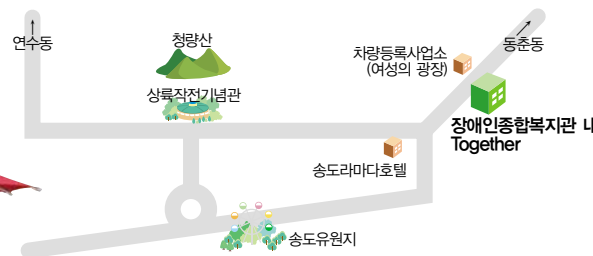 연수동
청량산
상륙작전기념관
차량등록사업소
(여성의 광장)
동춘동
장애인종합복지관 내
Together
송도라마다호텔
송도유원지